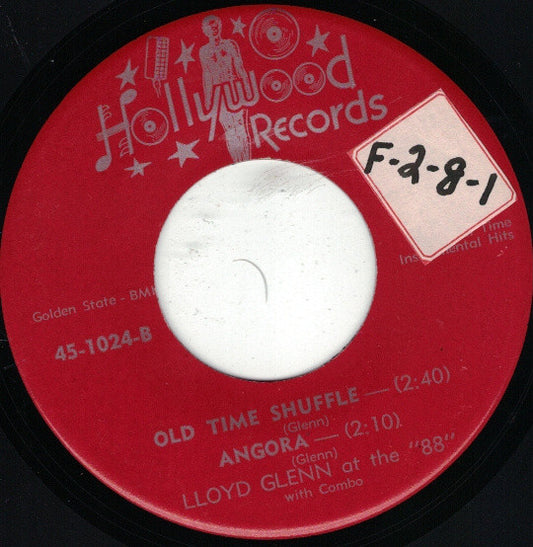 Hollywood
Records
F-2-8-1
Time
Hits
Golden State - BMI
45-1024-B
OLD TIME SHUFFLE — (2:40)
(Glenn)
ANGORA — (2:10)
(Glenn)
LLOYD GLENN at the "88"
with Combo